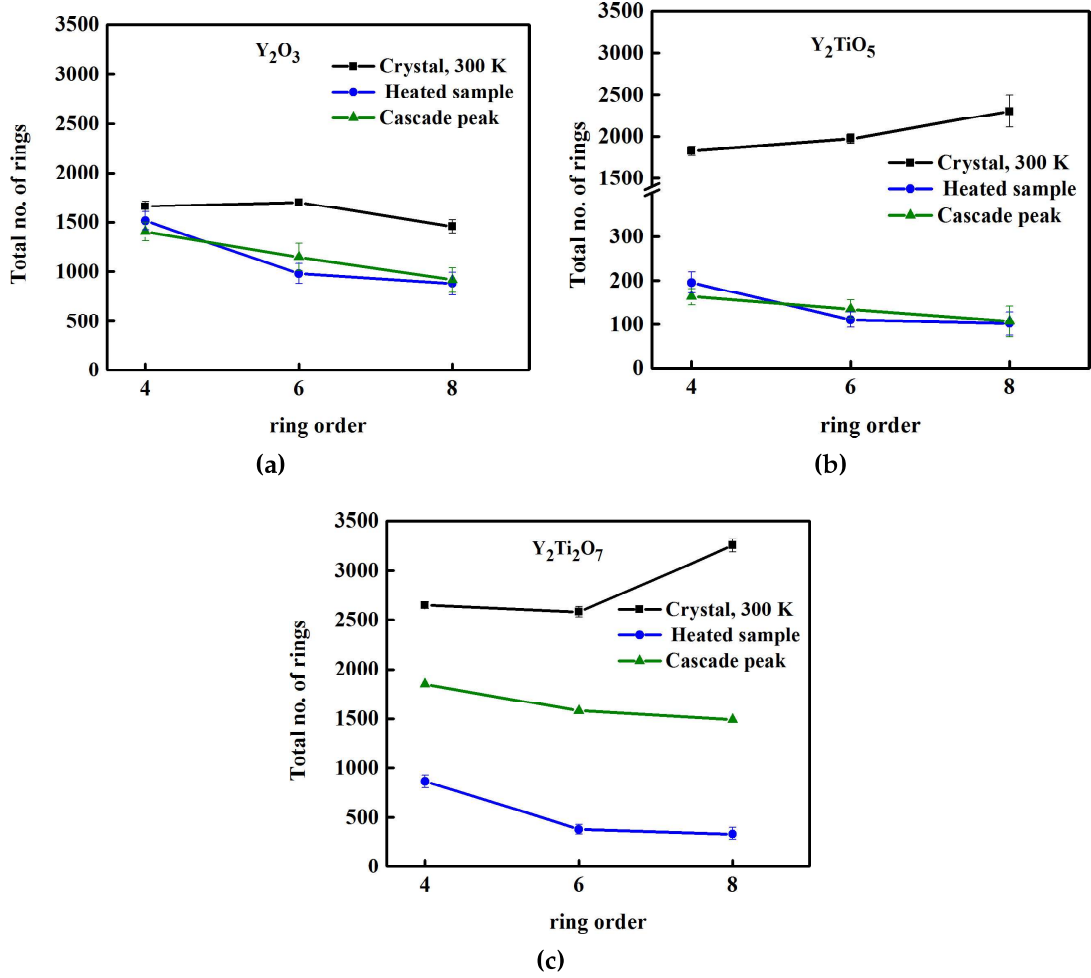 Y2O3
Crystal, 300 K
Heated sample
Cascade peak
Total no. of rings
3500
3000
2500
2000
1500
1000
500
0
4 6 8
ring order
(a)
Y2TiO5
Crystal, 300 K
Heated sample
Cascade peak
Total no. of rings
3500
3000
2500
2000
1500
300
200
100
0
4 6 8
ring order
(b)
Y2Ti2O7
Crystal, 300 K
Heated sample
Cascade peak
Total no. of rings
3500
3000
2500
2000
1500
1000
500
0
4 6 8
ring order
(c)